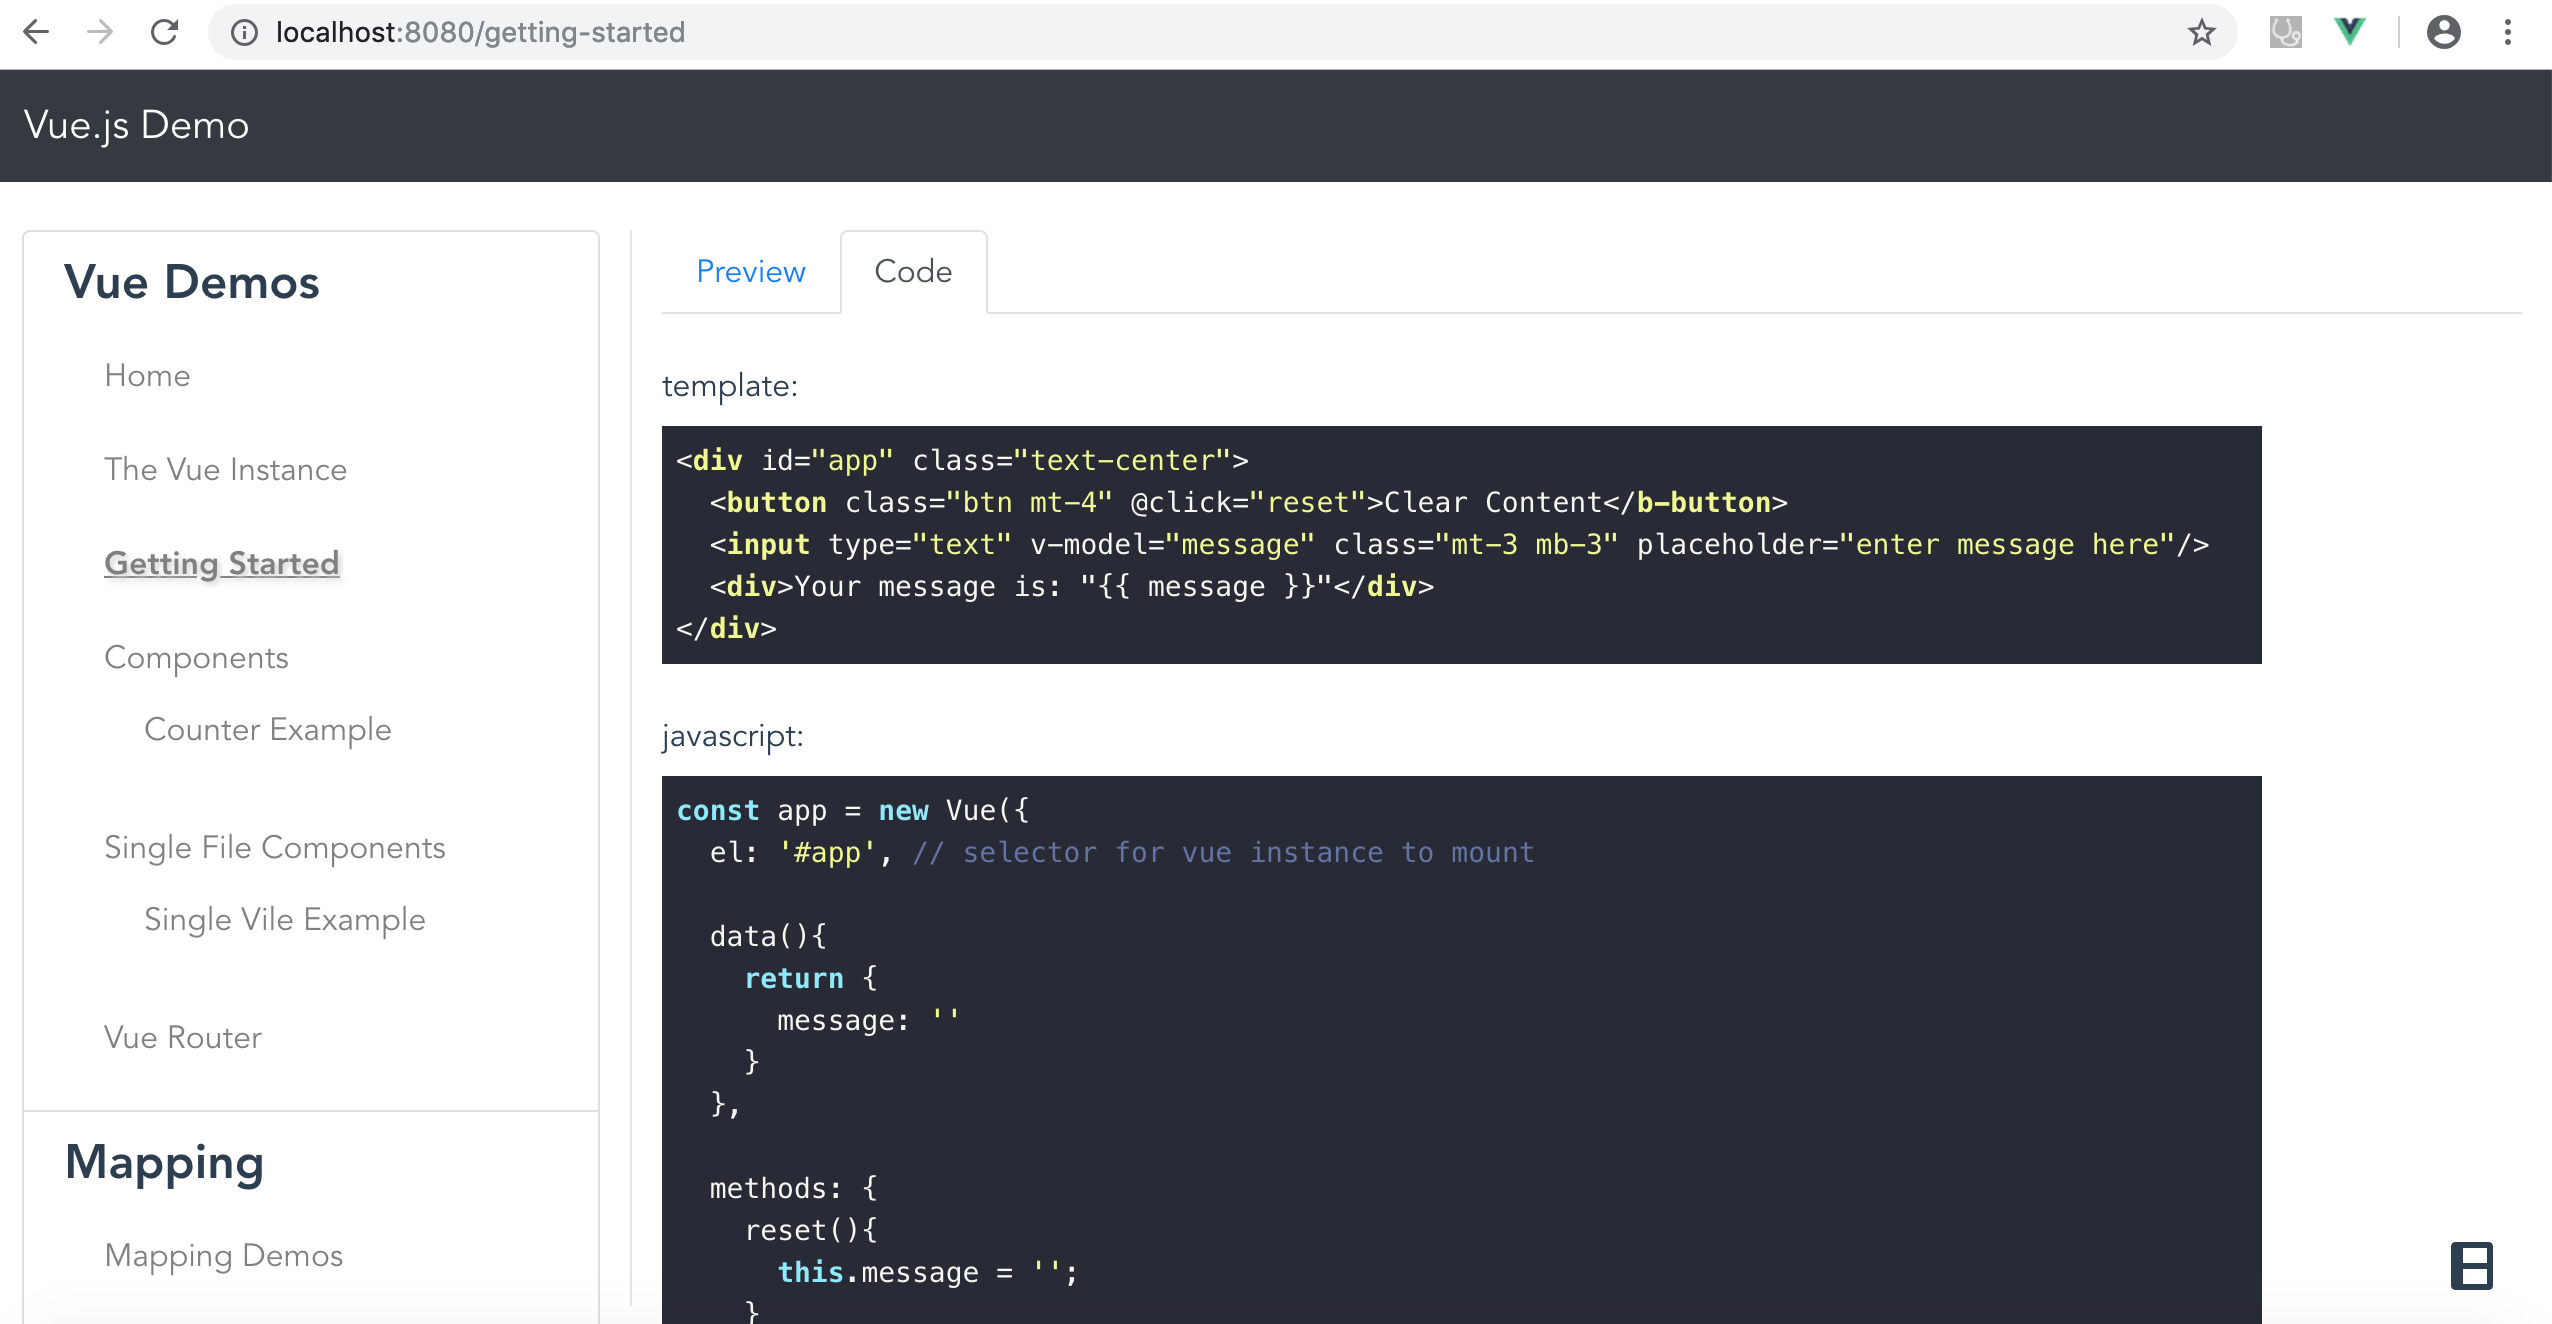 localhost:8080/getting-started
Vue.js Demo
Vue Demos
Home
The Vue Instance
Getting Started
Components
Counter Example
Single File Components
Single Vile Example
Vue Router
Mapping
Mapping Demos
Preview Code
template:
<div id="app" class="text-center">
  <button class="btn mt-4" @click="reset">Clear Content</b-button>
  <input type="text" v-model="message" class="mt-3 mb-3" placeholder="enter message here"/>
  <div>Your message is: "{{ message }}"</div>
</div>
javascript:
const app = new Vue({
  el: '#app', // selector for vue instance to mount
  data(){
    return {
      message: ''
    }
  },
  methods: {
    reset(){
      this.message = '';
    }